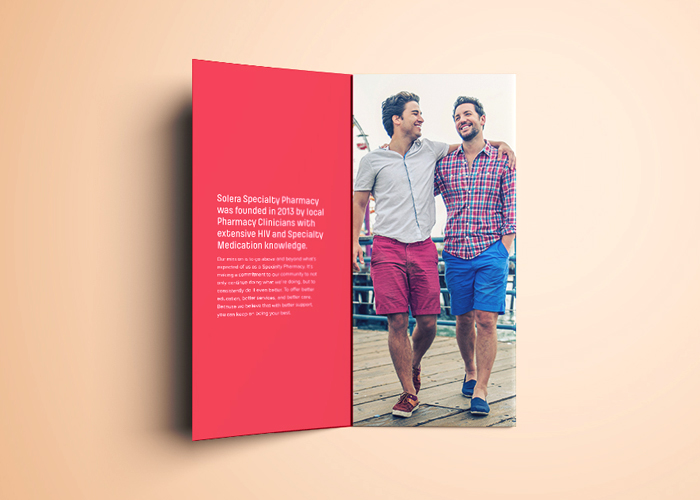 Solera Specialty Pharmacy
was founded in 2013 by local
Pharmacy Clinicians with
extensive HIV and Specialty
Medication knowledge.
Our mission is to go above and beyond what's
expected of us as a Specialty Pharmacy. It's
making a commitment to our community to not
only continue doing what we're doing, but to
consistently do it even better. To offer better
education, better services, and better care.
Because we believe that with better support,
you can keep on being your best.